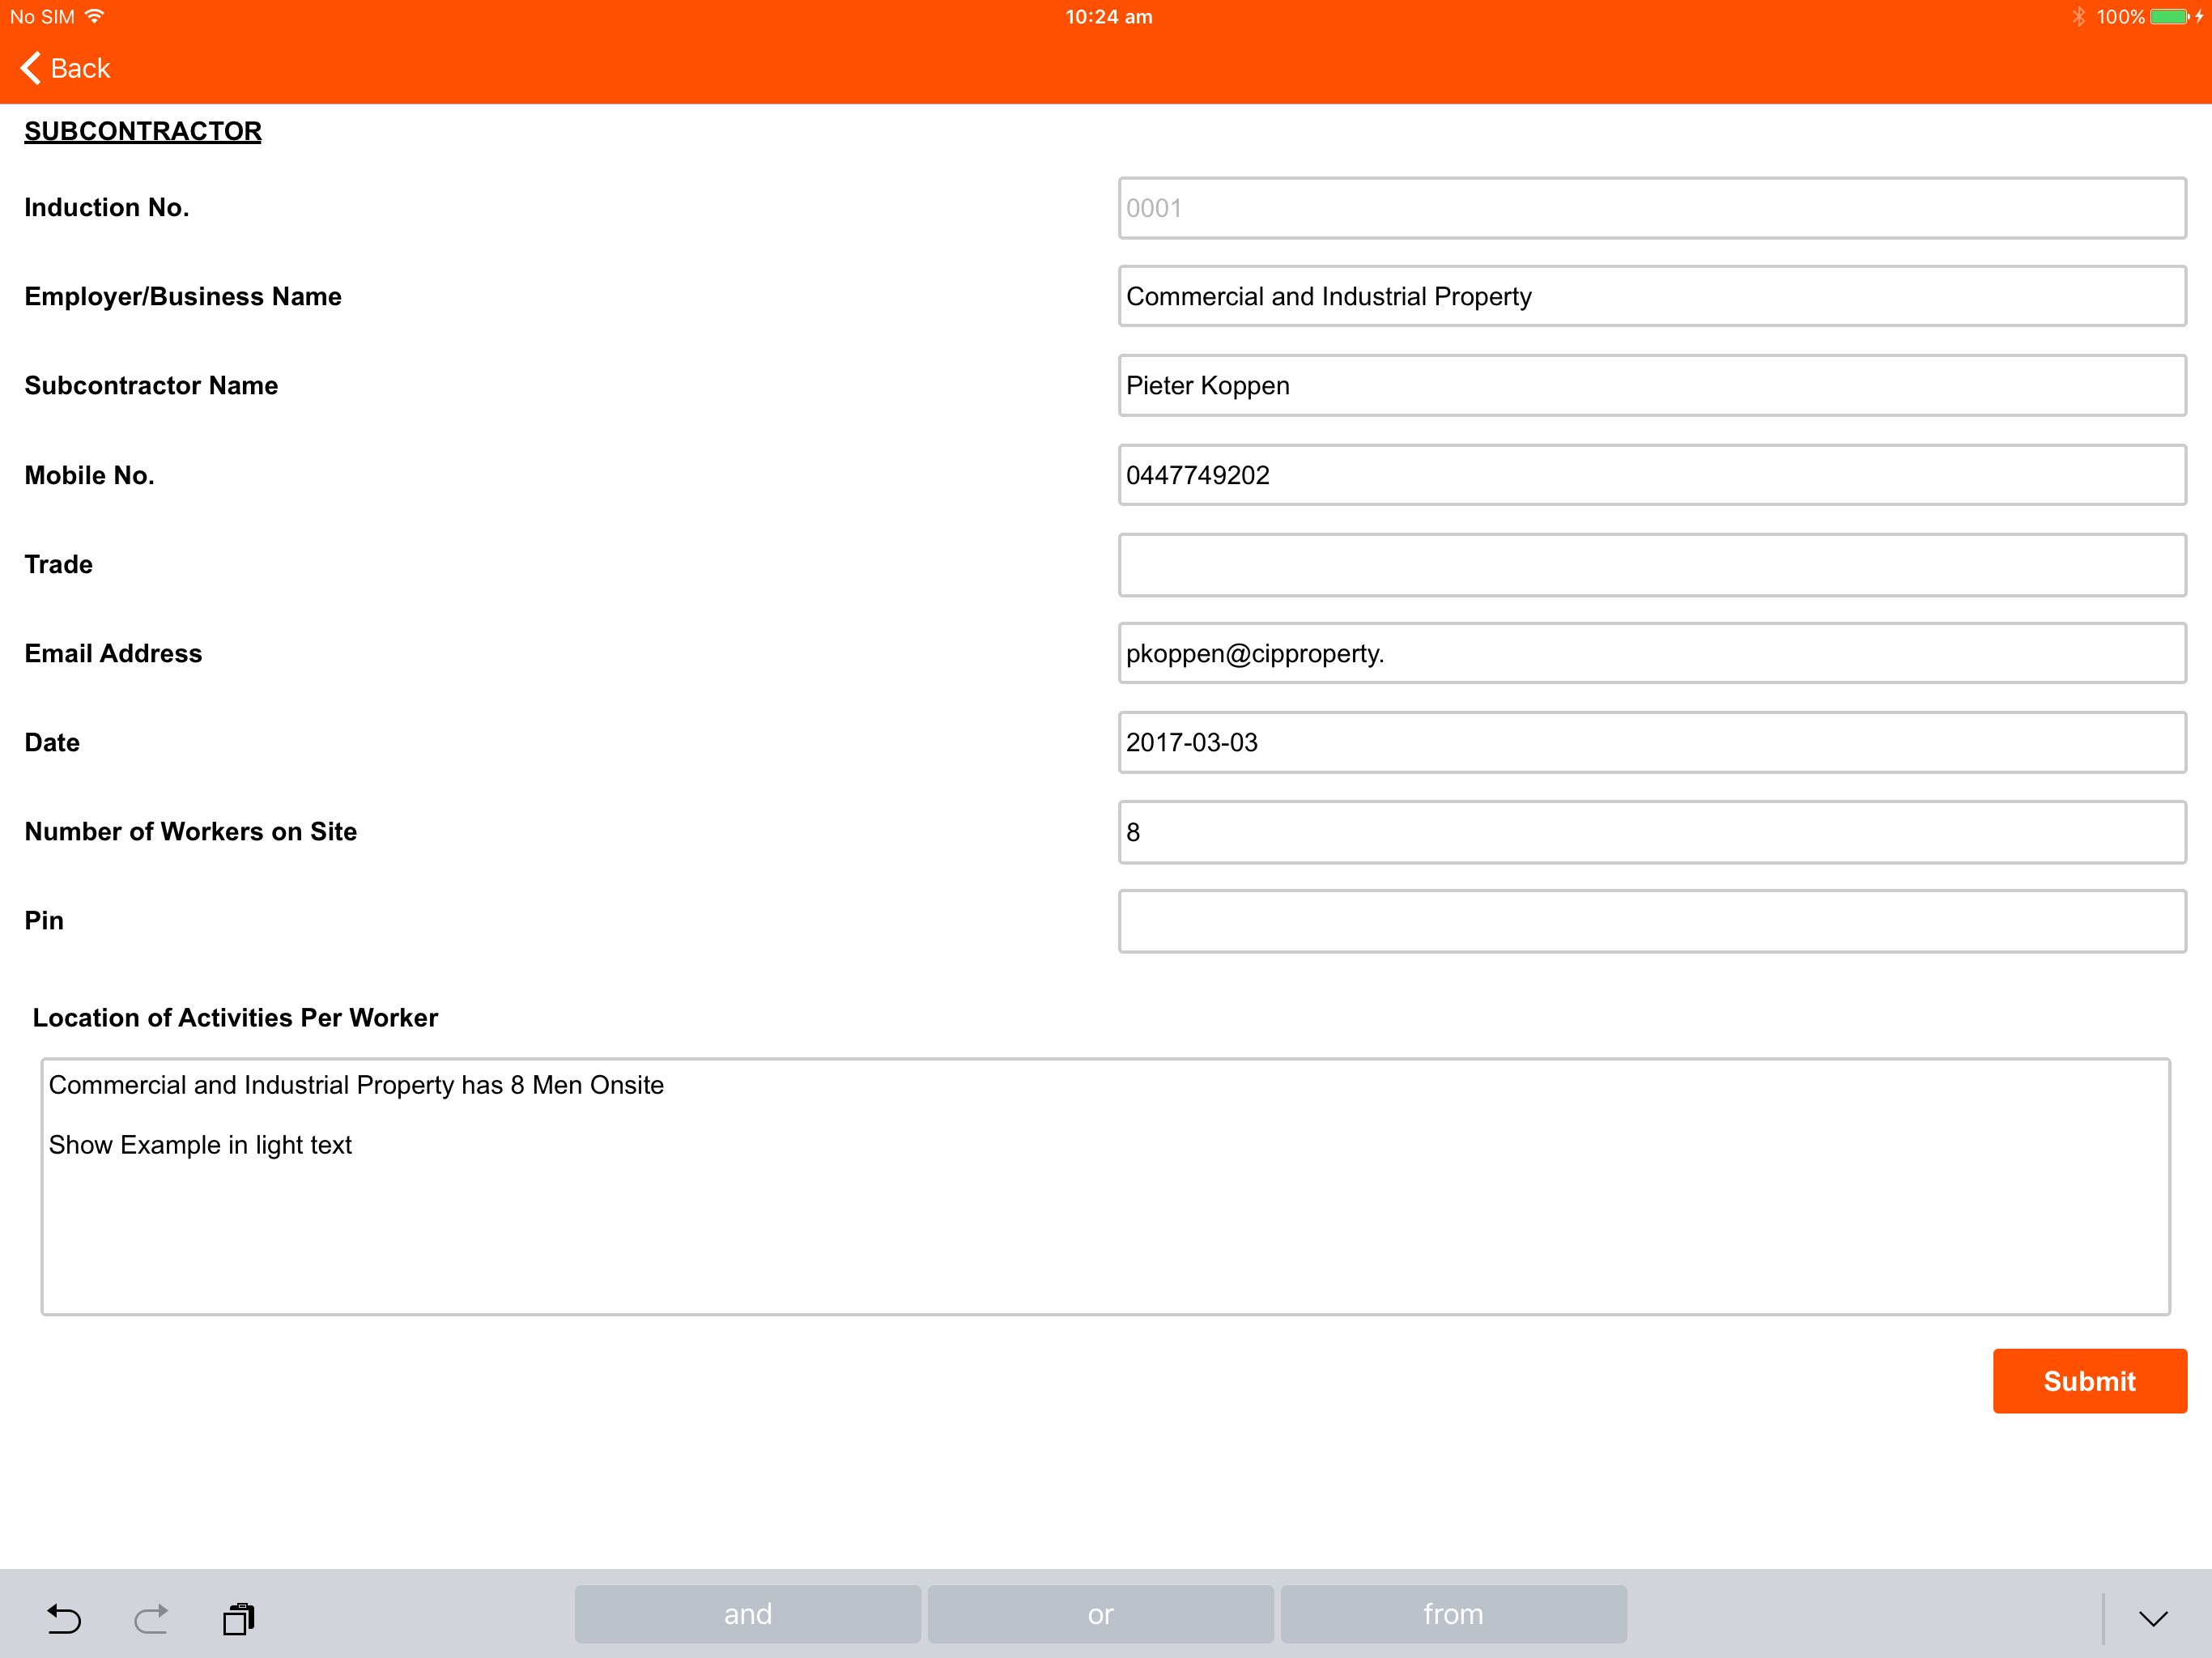 No SIM
10:24 am
100%
Back
SUBCONTRACTOR
Induction No.
0001
Employer/Business Name
Commercial and Industrial Property
Subcontractor Name
Pieter Koppen
Mobile No.
0447749202
Trade
Email Address
pkoppen@cipproperty.
Date
2017-03-03
Number of Workers on Site
8
Pin
Location of Activities Per Worker
Commercial and Industrial Property has 8 Men Onsite
Show Example in light text
Submit
and
or
from